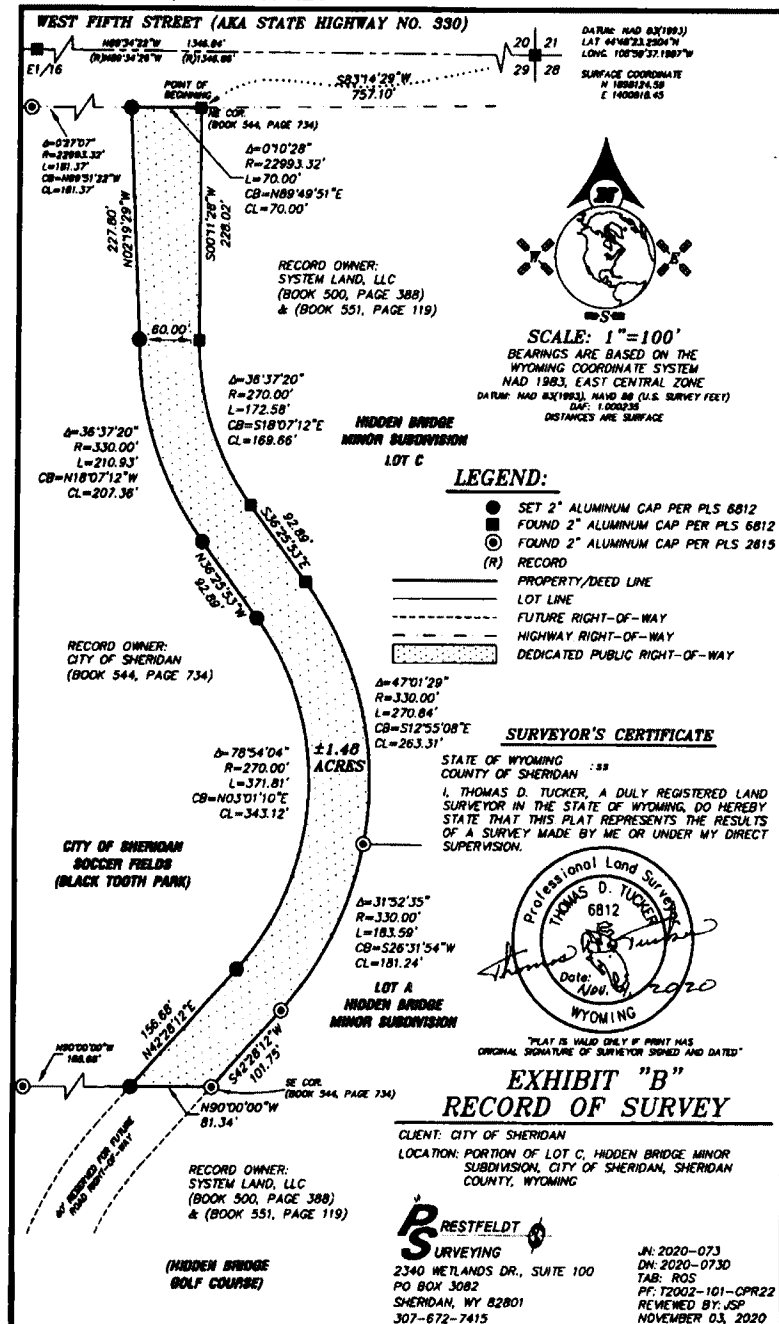 WEST FIFTH STREET (AKA STATE HIGHWAY NO. 330)
N89°34'22"W 1346.84'
(R)N89°34'26"W (R)1346.86'
E1/16
20 21
29 28
DATUM: NAD 83(1993)
LAT 44°48'23.2504"N
LONG. 106°59'37.1997"W
SURFACE COORDINATE
N 1898124.59
E 1400818.45
S83°14'29"W
757.10'
POINT OF
BEGINNING
NE COR.
(BOOK 544, PAGE 734)
Δ=0°27'07"
R=22993.32'
L=181.37'
CB=N89°51'22"W
CL=181.37'
Δ=0°10'28"
R=22993.32'
L=70.00'
CB=N89°49'51"E
CL=70.00'
227.80'
N02°19'29"W
S00°11'28"W
228.02'
60.00'
RECORD OWNER:
SYSTEM LAND, LLC
(BOOK 500, PAGE 388)
& (BOOK 551, PAGE 119)
N
W
E
S
SCALE: 1"=100'
BEARINGS ARE BASED ON THE
WYOMING COORDINATE SYSTEM
NAD 1983, EAST CENTRAL ZONE
DATUM: NAD 83(1993), NAVD 88 (U.S. SURVEY FEET)
DAF: 1.000235
DISTANCES ARE SURFACE
Δ=36°37'20"
R=270.00'
L=172.58'
CB=S18°07'12"E
CL=169.66'
Δ=36°37'20"
R=330.00'
L=210.93'
CB=N18°07'12"W
CL=207.36'
HIDDEN BRIDGE
MINOR SUBDIVISION
LOT C
LEGEND:
SET 2" ALUMINUM CAP PER PLS 6812
FOUND 2" ALUMINUM CAP PER PLS 6812
FOUND 2" ALUMINUM CAP PER PLS 2615
(R) RECORD
PROPERTY/DEED LINE
LOT LINE
FUTURE RIGHT-OF-WAY
HIGHWAY RIGHT-OF-WAY
DEDICATED PUBLIC RIGHT-OF-WAY
92.89'
S36°25'53"E
N36°25'53"W
92.89'
RECORD OWNER:
CITY OF SHERIDAN
(BOOK 544, PAGE 734)
Δ=47°01'29"
R=330.00'
L=270.84'
CB=S12°55'08"E
CL=263.31'
Δ=78°54'04"
R=270.00'
L=371.81'
CB=N03°01'10"E
CL=343.12'
±1.48
ACRES
SURVEYOR'S CERTIFICATE
STATE OF WYOMING
:ss
COUNTY OF SHERIDAN
I, THOMAS D. TUCKER, A DULY REGISTERED LAND
SURVEYOR IN THE STATE OF WYOMING, DO HEREBY
STATE THAT THIS PLAT REPRESENTS THE RESULTS
OF A SURVEY MADE BY ME OR UNDER MY DIRECT
SUPERVISION.
CITY OF SHERIDAN
SOCCER FIELDS
(BLACK TOOTH PARK)
Δ=31°52'35"
R=330.00'
L=183.59'
CB=S26°31'54"W
CL=181.24'
LOT A
HIDDEN BRIDGE
MINOR SUBDIVISION
Professional Land Surveyor
THOMAS D. TUCKER
6812
Thomas Tucker
Date:
Nov. 2020
WYOMING
"PLAT IS VALID ONLY IF PRINT HAS
ORIGINAL SIGNATURE OF SURVEYOR SIGNED AND DATED"
156.68'
N42°28'12"E
S42°28'12"W
101.75'
N90°00'00"W
SE COR.
(BOOK 544, PAGE 734)
N90°00'00"W
81.34'
60' RESERVED FOR FUTURE
ROAD RIGHT-OF-WAY
RECORD OWNER:
SYSTEM LAND, LLC
(BOOK 500, PAGE 388)
& (BOOK 551, PAGE 119)
(HIDDEN BRIDGE
GOLF COURSE)
EXHIBIT "B"
RECORD OF SURVEY
CLIENT: CITY OF SHERIDAN
LOCATION: PORTION OF LOT C, HIDDEN BRIDGE MINOR
SUBDIVISION, CITY OF SHERIDAN, SHERIDAN
COUNTY, WYOMING
PRESTFELDT
SURVEYING
2340 WETLANDS DR., SUITE 100
PO BOX 3082
SHERIDAN, WY 82801
307-672-7415
JN: 2020-073
DN: 2020-073D
TAB: ROS
PF: T2002-101-CPR22
REVIEWED BY: JSP
NOVEMBER 03, 2020